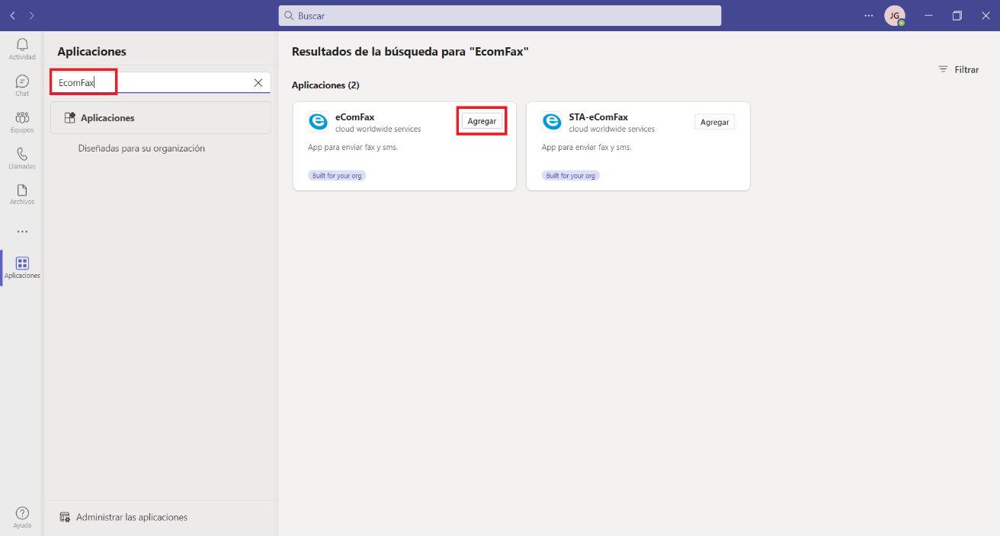 Buscar
JG
Actividad
Chat
Equipos
Llamadas
Archivos
Aplicaciones
Ayuda
Aplicaciones
EcomFax
Aplicaciones
Diseñadas para su organización
Administrar las aplicaciones
Resultados de la búsqueda para "EcomFax"
Filtrar
Aplicaciones (2)
eComFax
cloud worldwide services
Agregar
App para enviar fax y sms.
Built for your org
STA-eComFax
cloud worldwide services
Agregar
App para enviar fax y sms.
Built for your org